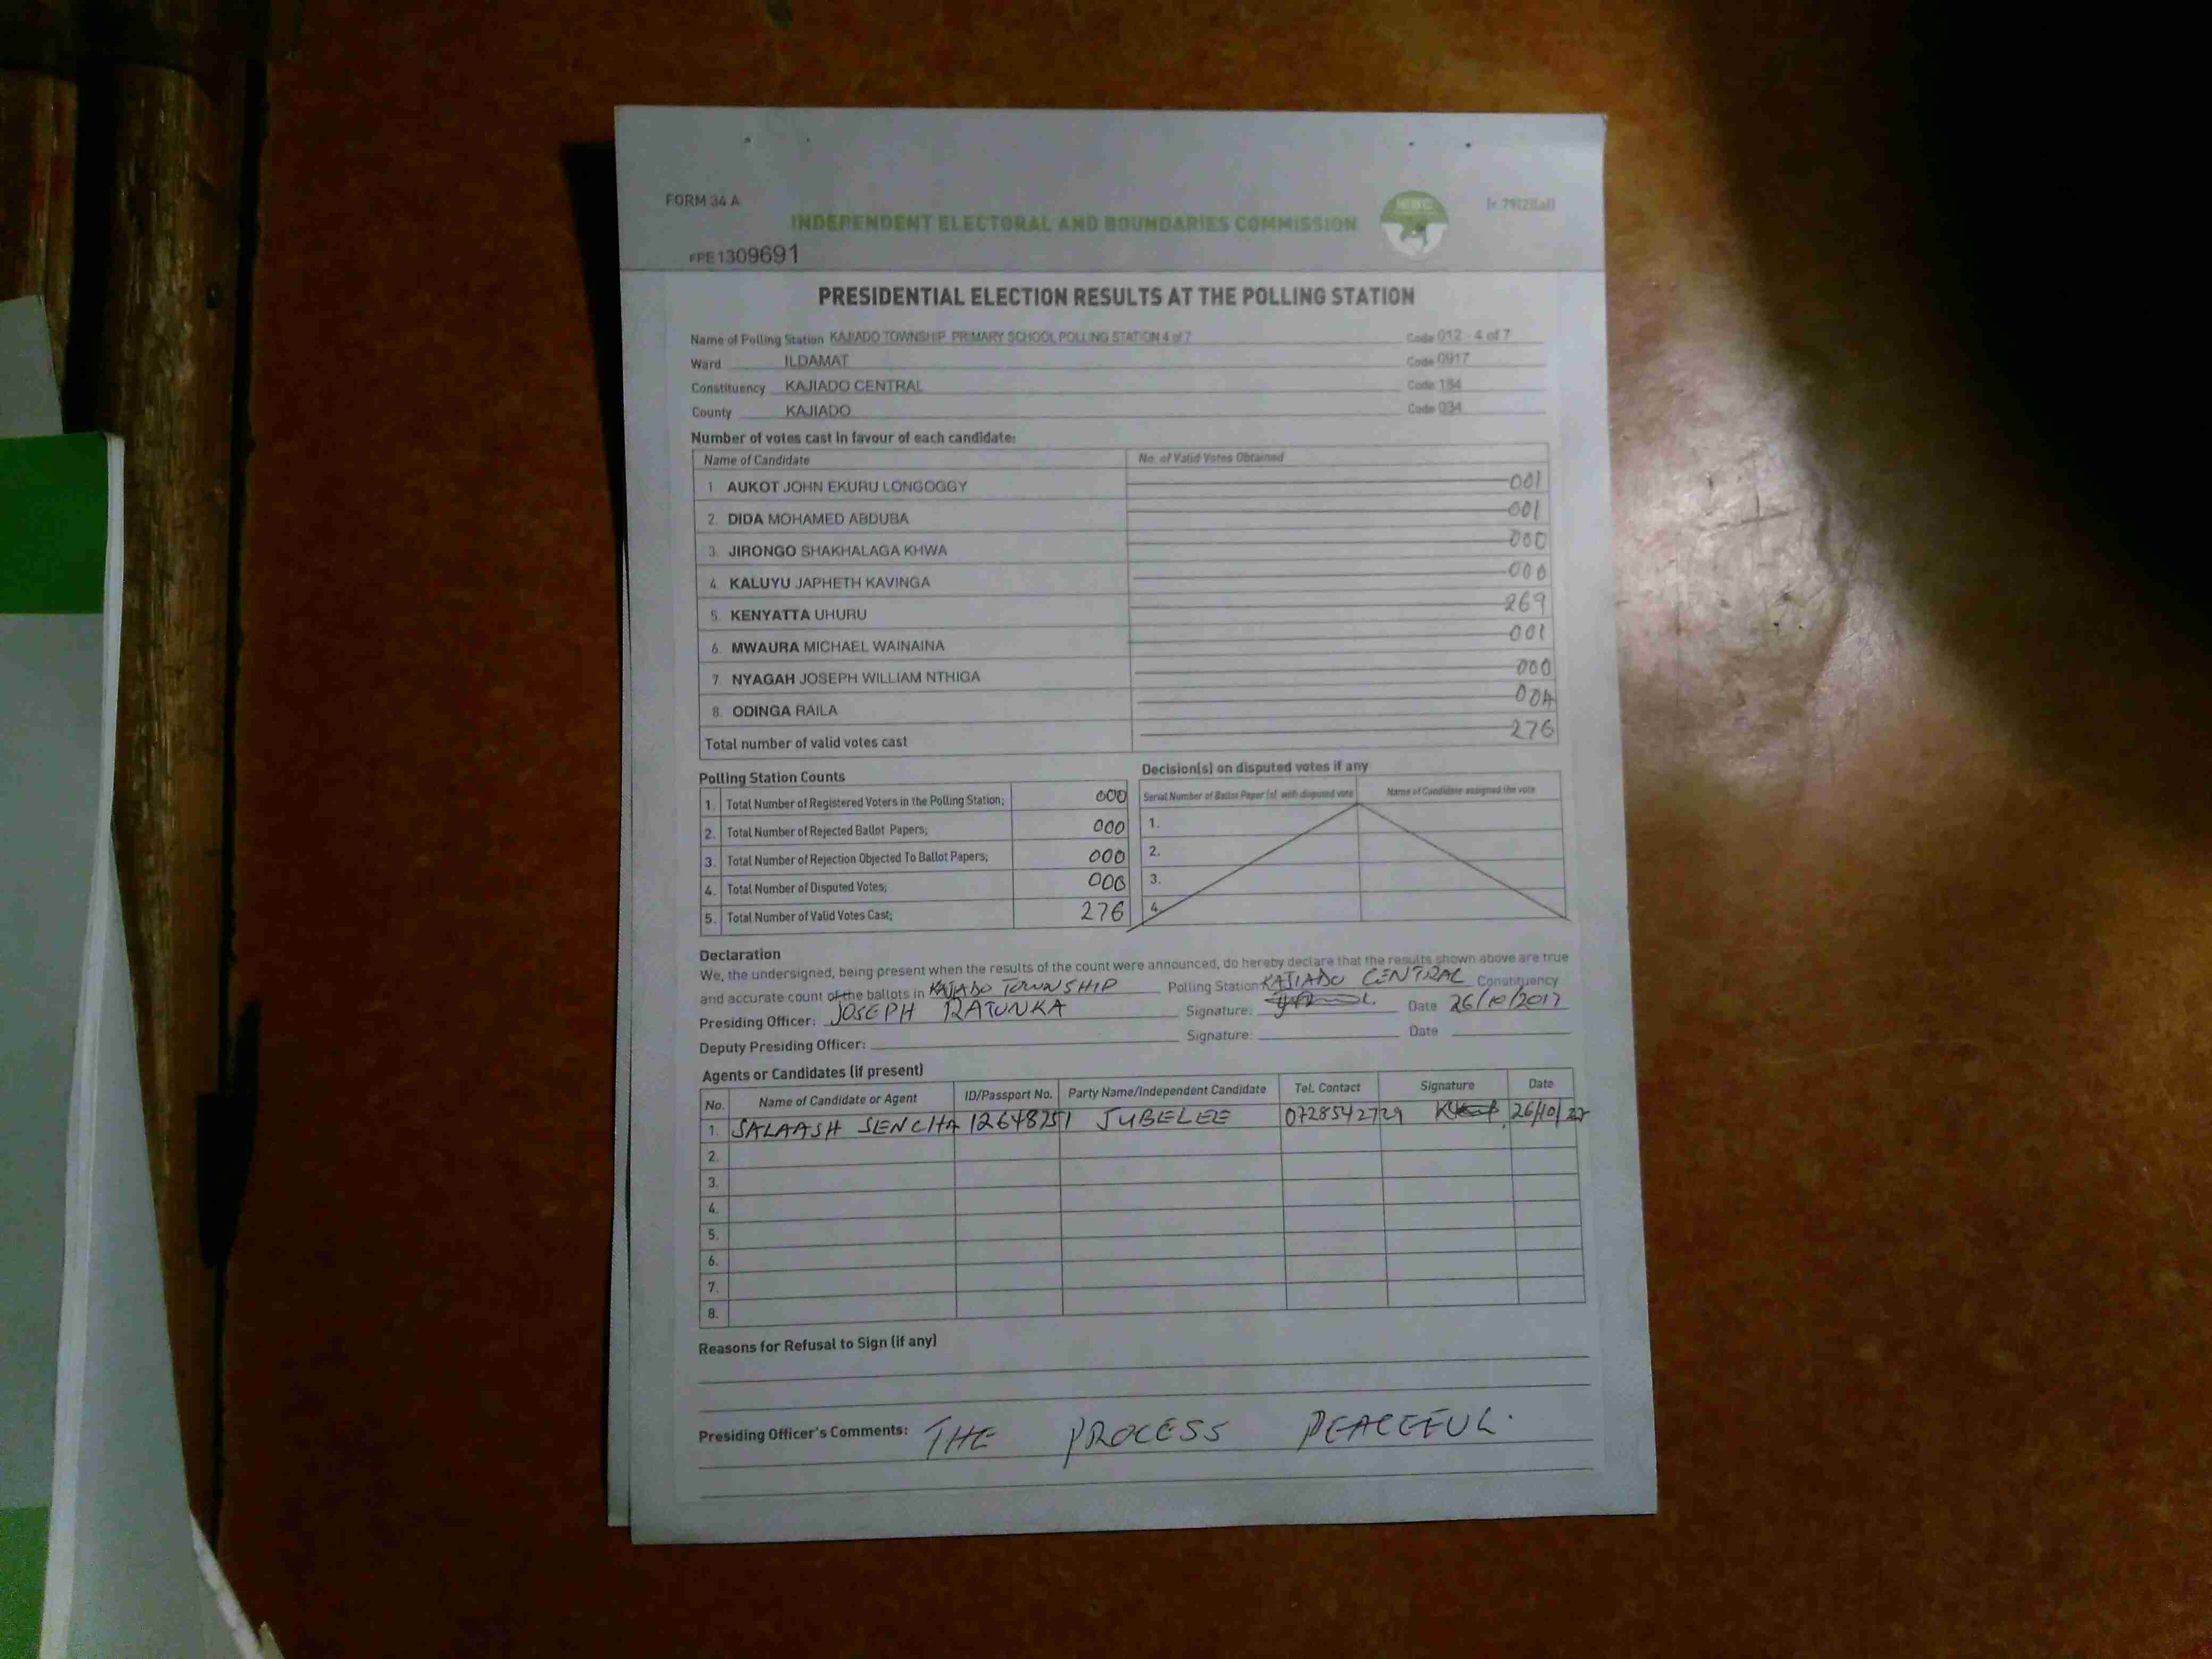 FORM 34 A
INDEPENDENT ELECTORAL AND BOUNDARIES COMMISSION
IEBC
FPE1309691
PRESIDENTIAL ELECTION RESULTS AT THE POLLING STATION
Name of Polling Station KAJIADO TOWNSHIP PRIMARY SCHOOL POLLING STATION 4 of 7 Code 012 - 4 of 7
Ward ILDAMAT Code 0917
Constituency KAJIADO CENTRAL Code 184
County KAJIADO Code 034
Number of votes cast in favour of each candidate:
Name of Candidate No. of Valid Votes Obtained
1 AUKOT JOHN EKURU LONGOGGY 001
2. DIDA MOHAMED ABDUBA 001
3. JIRONGO SHAKHALAGA KHWA 000
4. KALUYU JAPHETH KAVINGA 000
5. KENYATTA UHURU 269
6. MWAURA MICHAEL WAINAINA 001
7. NYAGAH JOSEPH WILLIAM NTHIGA 000
8. ODINGA RAILA 004
Total number of valid votes cast 276
Polling Station Counts
1. Total Number of Registered Voters in the Polling Station; 000
2. Total Number of Rejected Ballot Papers; 000
3. Total Number of Rejection Objected To Ballot Papers; 000
4. Total Number of Disputed Votes; 000
5. Total Number of Valid Votes Cast; 276
Decision(s) on disputed votes if any
Serial Number of Ballot Paper (s) with disputed vote Name of Candidate assigned the vote
1.
2.
3.
4.
Declaration
We, the undersigned, being present when the results of the count were announced, do hereby declare that the results shown above are true
and accurate count of the ballots in KAJIADO TOWNSHIP Polling Station KAJIADO CENTRAL Constituency
Presiding Officer: JOSEPH RATUNKA Signature: Date 26/10/2017
Deputy Presiding Officer: Signature: Date
Agents or Candidates (if present)
No. Name of Candidate or Agent ID/Passport No. Party Name/Independent Candidate Tel. Contact Signature Date
1. SALAASH SENCHA 12648751 JUBELEE 0728542729 26/10/
2.
3.
4.
5.
6.
7.
8.
Reasons for Refusal to Sign (if any)
Presiding Officer's Comments: THE PROCESS PEACEFUL.